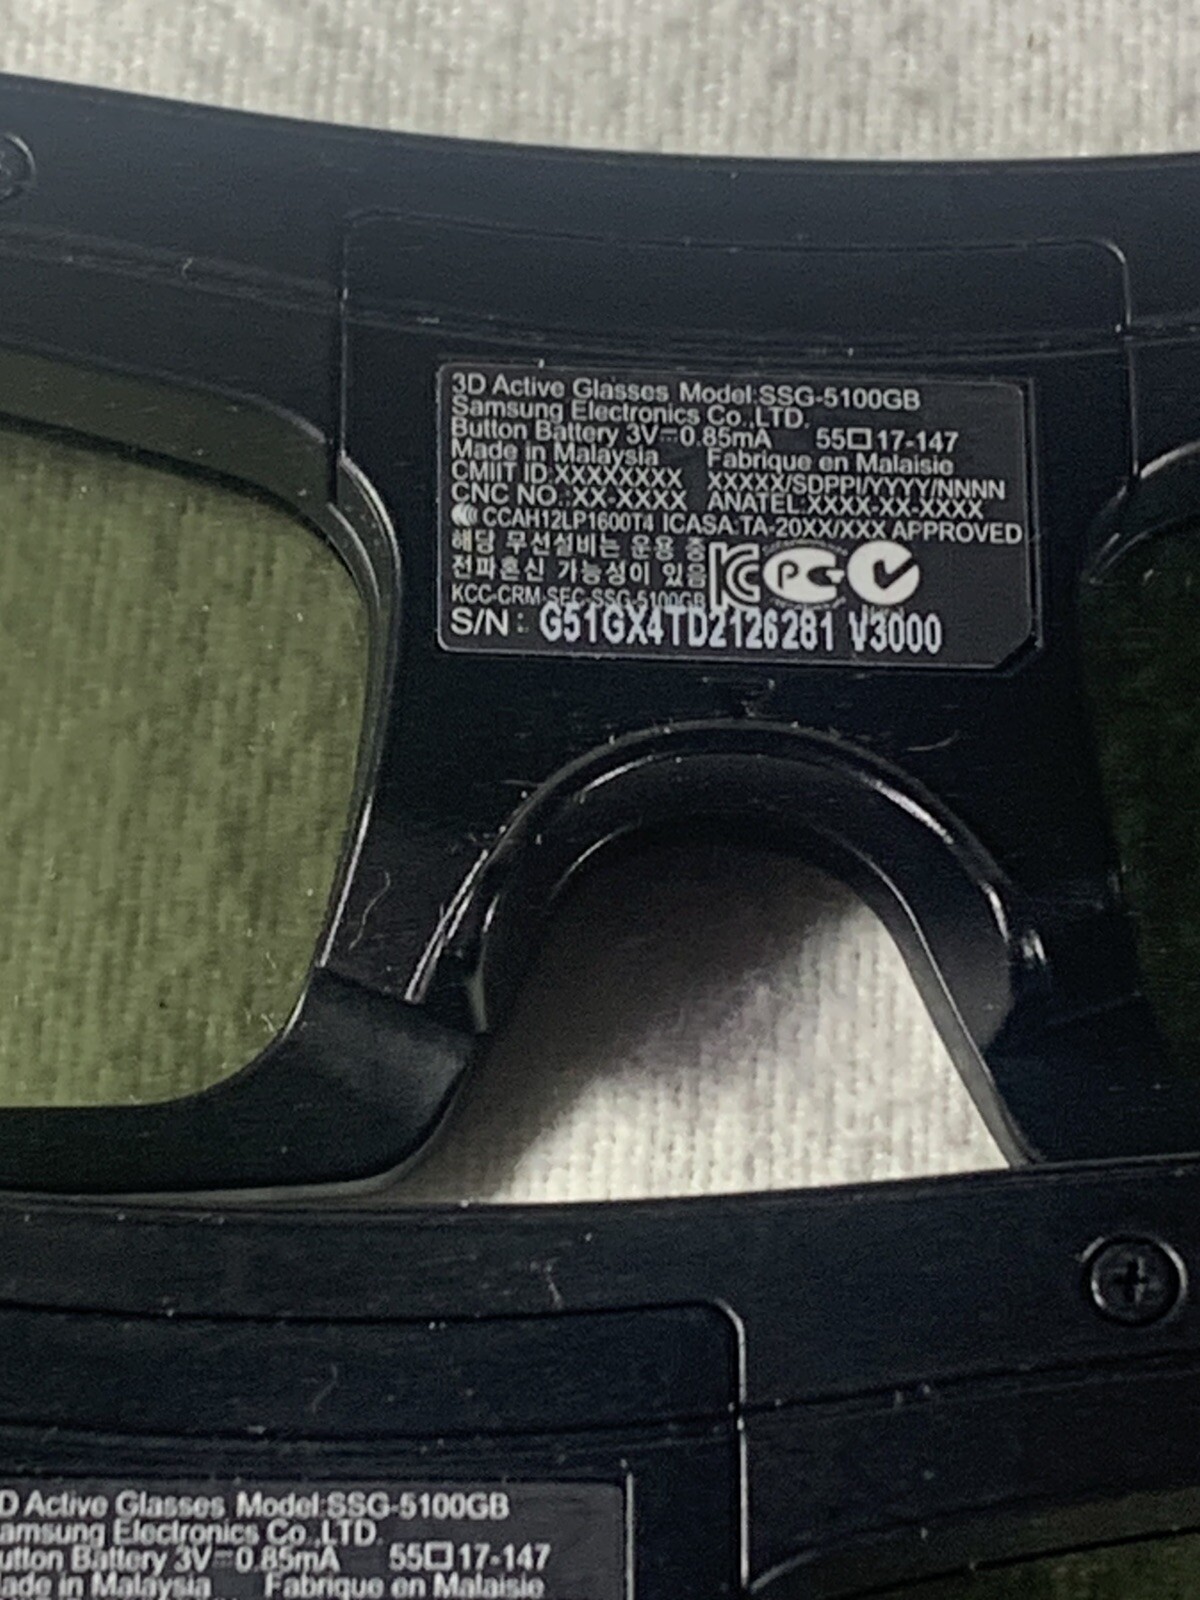 3D Active Glasses Model:SSG-5100GB
Samsung Electronics Co.,LTD.
Button Battery 3V⎓0.85mA 55□17-147
Made in Malaysia Fabrique en Malaisie
CMIIT ID:XXXXXXXX XXXXX/SDPPI/YYYY/NNNN
CNC NO.:XX-XXXX ANATEL:XXXX-XX-XXXX
CCAH12LP1600T4 ICASA:TA-20XX/XXX APPROVED
해당 무선설비는 운용 중
전파혼신 가능성이 있음
KCC-CRM-SEC-SSG-5100GB
S/N: G51GX4TD2126281 V3000
D Active Glasses Model:SSG-5100GB
amsung Electronics Co.,LTD.
utton Battery 3V⎓0.85mA 55□17-147
ade in Malaysia Fabrique en Malaisie